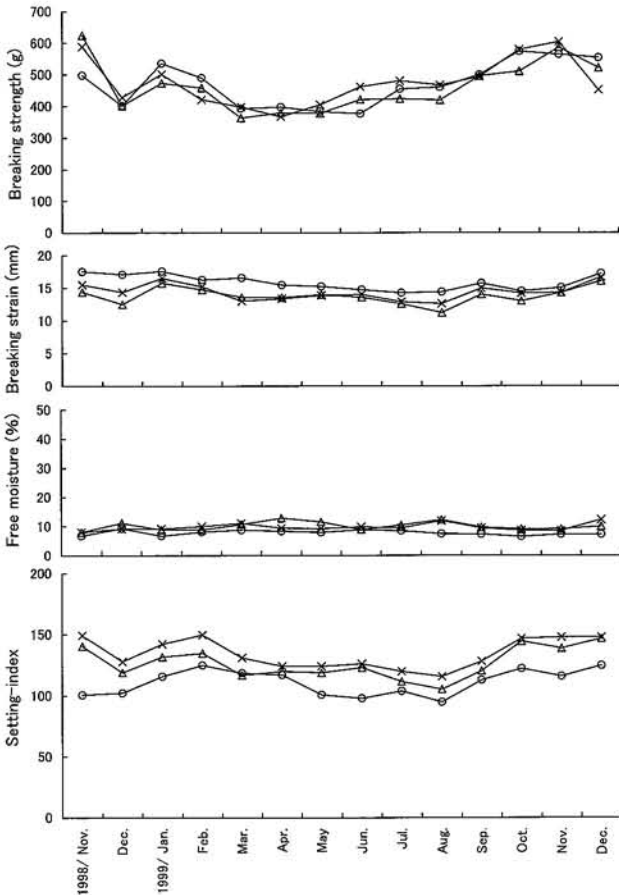 Breaking strength (g)
700
600
500
400
300
200
100
0
Breaking strain (mm)
20
15
10
5
0
Free moisture (%)
50
40
30
20
10
0
Setting-index
200
150
100
50
0
1998/ Nov.
Dec.
1999/ Jan.
Feb.
Mar.
Apr.
May
Jun.
Jul.
Aug.
Sep.
Oct.
Nov.
Dec.